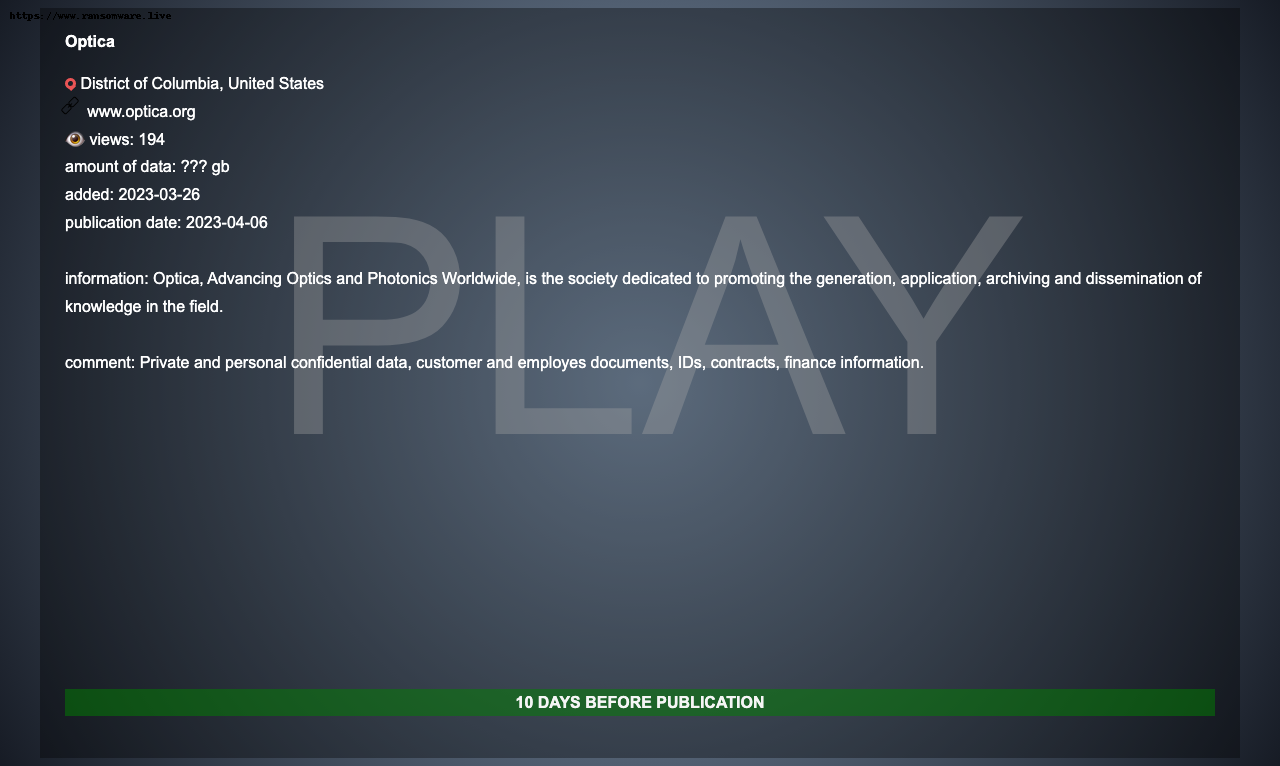 https://www.ransomware.live
Optica
District of Columbia, United States
www.optica.org
views: 194
amount of data: ??? gb
added: 2023-03-26
publication date: 2023-04-06
PLAY
information: Optica, Advancing Optics and Photonics Worldwide, is the society dedicated to promoting the generation, application, archiving and dissemination of
knowledge in the field.
comment: Private and personal confidential data, customer and employes documents, IDs, contracts, finance information.
10 DAYS BEFORE PUBLICATION